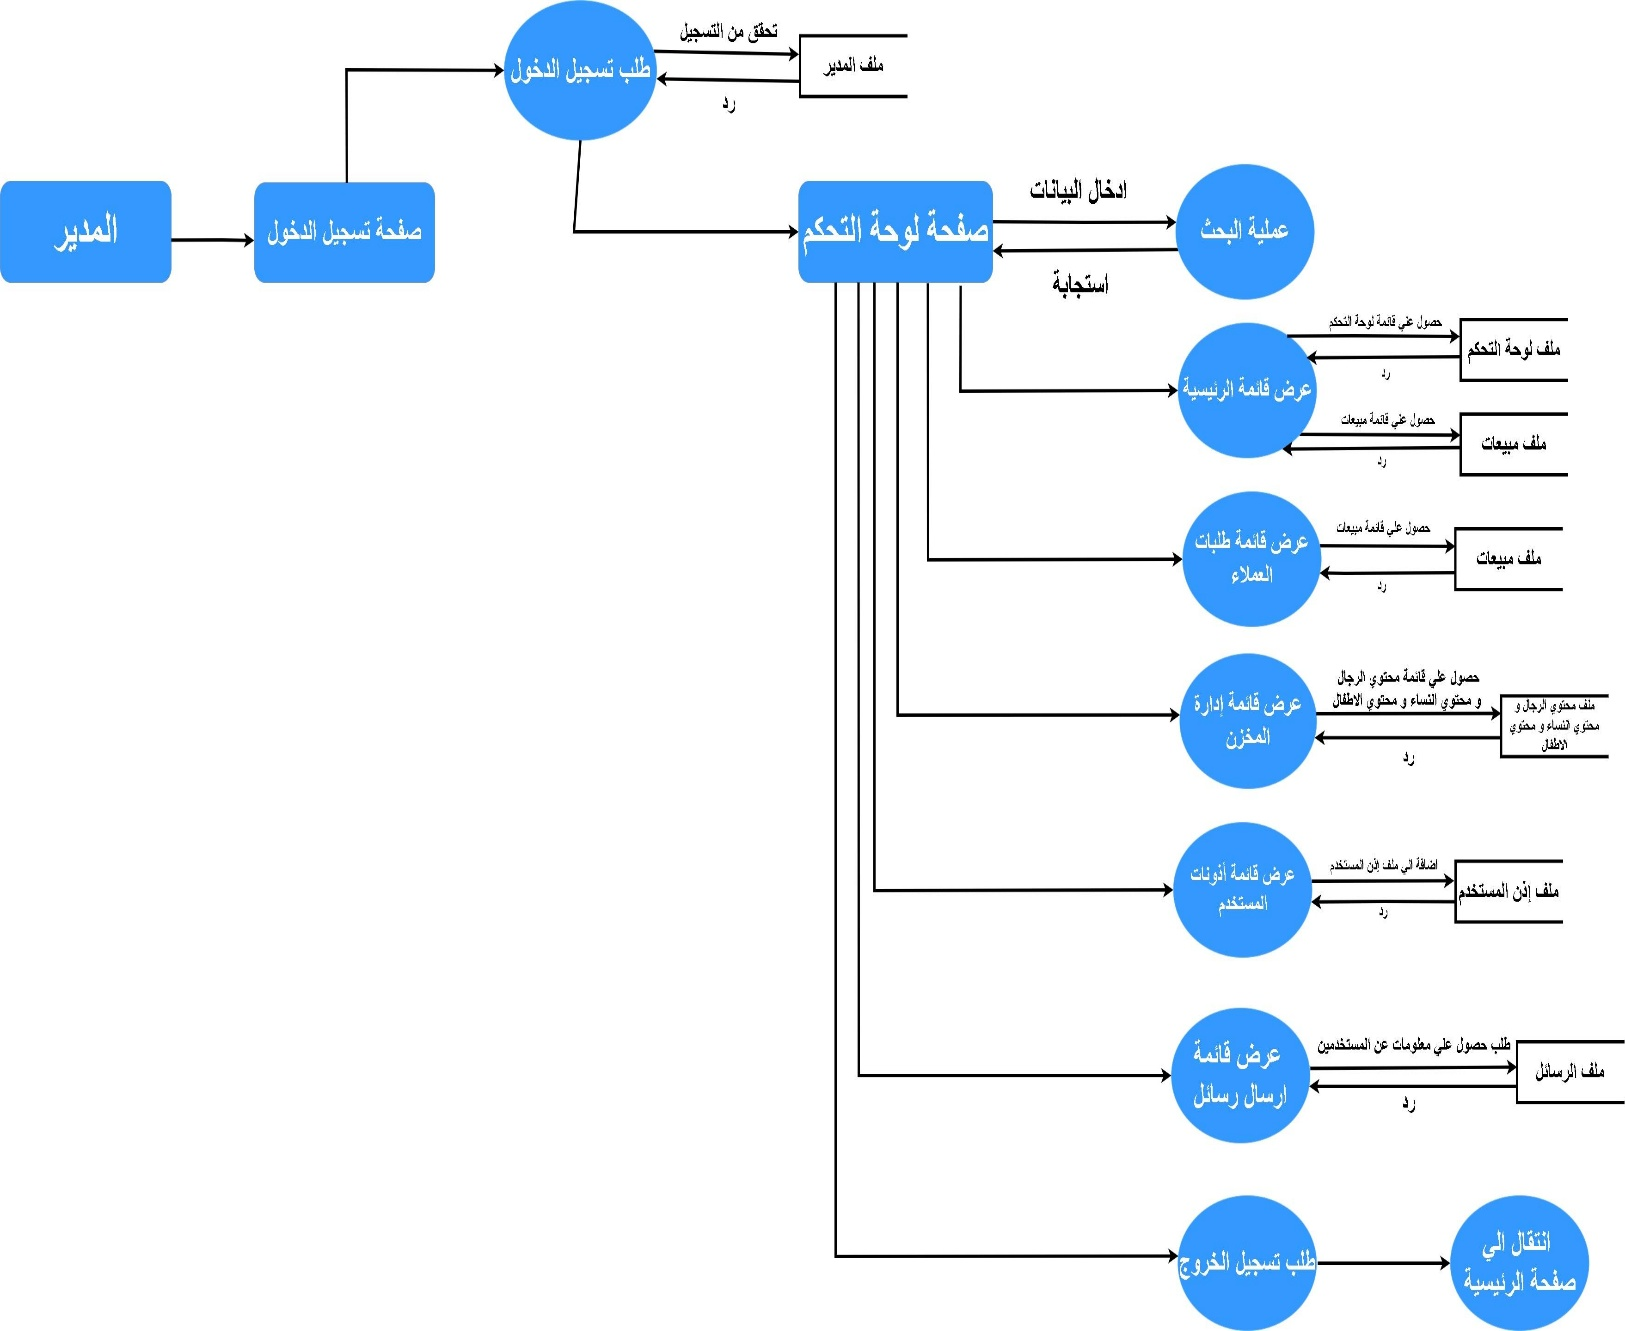 تحقق من التسجيل
طلب تسجيل الدخول
ملف المدير
رد
المدير
صفحة تسجيل الدخول
صفحة لوحة التحكم
ادخال البيانات
استجابة
عملية البحث
عرض قائمة الرئيسية
حصول علي قائمة لوحة التحكم
رد
ملف لوحة التحكم
حصول علي قائمة مبيعات
رد
ملف مبيعات
عرض قائمة طلبات
العملاء
حصول علي قائمة مبيعات
رد
ملف مبيعات
عرض قائمة إدارة
المخزن
حصول علي قائمة محتوي الرجال
و محتوي النساء و محتوي الاطفال
رد
ملف محتوي الرجال و
محتوي النساء و محتوي
الاطفال
عرض قائمة أذونات
المستخدم
اضافة الي ملف إذن المستخدم
رد
ملف إذن المستخدم
عرض قائمة
ارسال رسائل
طلب حصول علي معلومات عن المستخدمين
رد
ملف الرسائل
طلب تسجيل الخروج
انتقال الي
صفحة الرئيسية